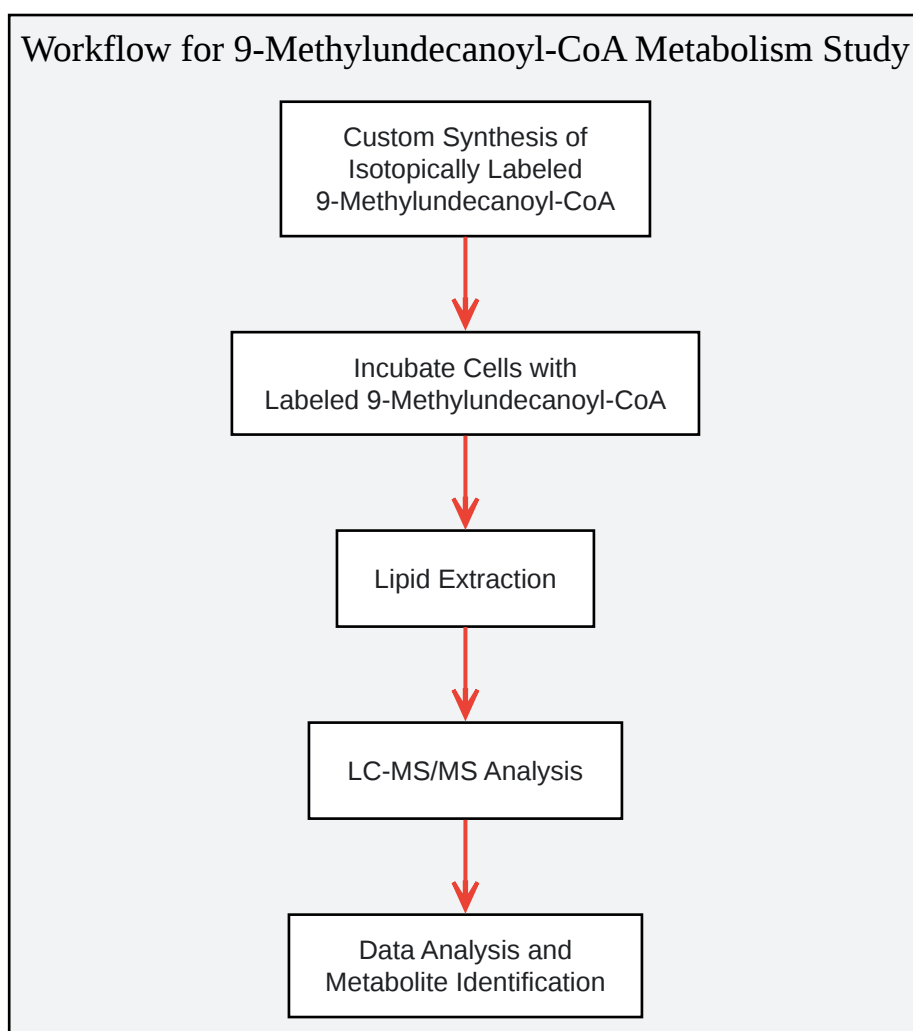 Workflow for 9-Methylundecanoyl-CoA Metabolism Study
Custom Synthesis of
Isotopically Labeled
9-Methylundecanoyl-CoA
Incubate Cells with
Labeled 9-Methylundecanoyl-CoA
Lipid Extraction
LC-MS/MS Analysis
Data Analysis and
Metabolite Identification